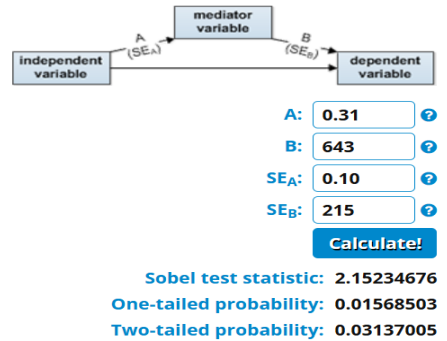 mediator
variable
A
(SEA)
B
(SEB)
independent
variable
dependent
variable
A: 0.31 ?
B: 643 ?
SEA: 0.10 ?
SEB: 215 ?
Calculate!
Sobel test statistic: 2.15234676
One-tailed probability: 0.01568503
Two-tailed probability: 0.03137005